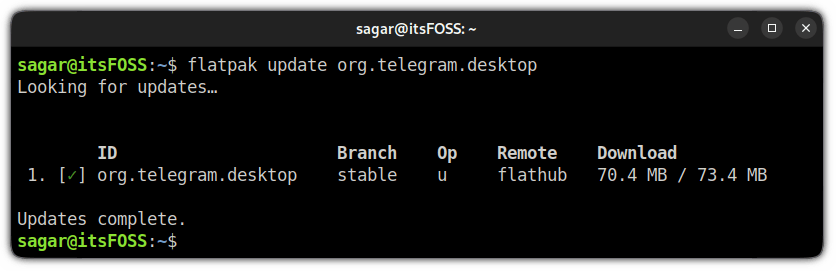 sagar@itsFOSS: ~
sagar@itsFOSS:~$ flatpak update org.telegram.desktop
Looking for updates…
ID Branch Op Remote Download
1. [✓] org.telegram.desktop stable u flathub 70.4 MB / 73.4 MB
Updates complete.
sagar@itsFOSS:~$